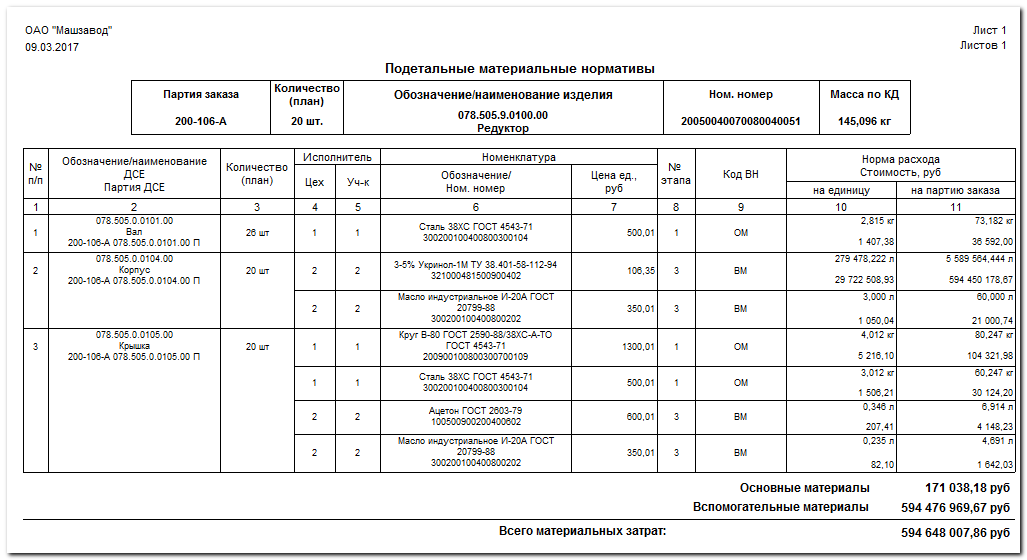 ОАО "Машзавод"
Лист 1
09.03.2017
Листов 1
Подетальные материальные нормативы
Партия заказа
Количество (план)
Обозначение/наименование изделия
Ном. номер
Масса по КД
200-106-А
20 шт.
078.505.9.0100.00
Редуктор
20050040070080040051
145,096 кг
№ п/п
Обозначение/наименование
ДСЕ
Партия ДСЕ
Количество (план)
Исполнитель
Цех
Уч-к
Номенклатура
Обозначение/
Ном. номер
Цена ед., руб
№ этапа
Код ВН
Норма расхода
Стоимость, руб
на единицу
на партию заказа
1 2 3 4 5 6 7 8 9 10 11
1
078.505.0.0101.00
Вал
200-106-А 078.505.0.0101.00 П
26 шт
1 1
Сталь 38ХС ГОСТ 4543-71
300200100400800300104
500,01
1
ОМ
2,815 кг
1 407,38
73,182 кг
36 592,00
2
078.505.0.0104.00
Корпус
200-106-А 078.505.0.0104.00 П
20 шт
2 2
3-5% Укринол-1М ТУ 38.401-58-112-94
321000481500900402
106,35
3
ВМ
279 478,222 л
29 722 508,93
5 589 564,444 л
594 450 178,67
2 2
Масло индустриальное И-20А ГОСТ
20799-88
300200100400800202
350,01
3
ВМ
3,000 л
1 050,04
60,000 л
21 000,74
3
078.505.0.0105.00
Крышка
200-106-А 078.505.0.0105.00 П
20 шт
1 1
Круг В-80 ГОСТ 2590-88/38ХС-А-ТО
ГОСТ 4543-71
200900100800300700109
1300,01
1
ОМ
4,012 кг
5 216,10
80,247 кг
104 321,98
1 1
Сталь 38ХС ГОСТ 4543-71
300200100400800300104
500,01
1
ОМ
3,012 кг
1 506,21
60,247 кг
30 124,20
2 2
Ацетон ГОСТ 2603-79
100500900200400602
600,01
3
ВМ
0,346 л
207,41
6,914 л
4 148,23
2 2
Масло индустриальное И-20А ГОСТ
20799-88
300200100400800202
350,01
3
ВМ
0,235 л
82,10
4,691 л
1 642,03
Основные материалы 171 038,18 руб
Вспомогательные материалы 594 476 969,67 руб
Всего материальных затрат: 594 648 007,86 руб